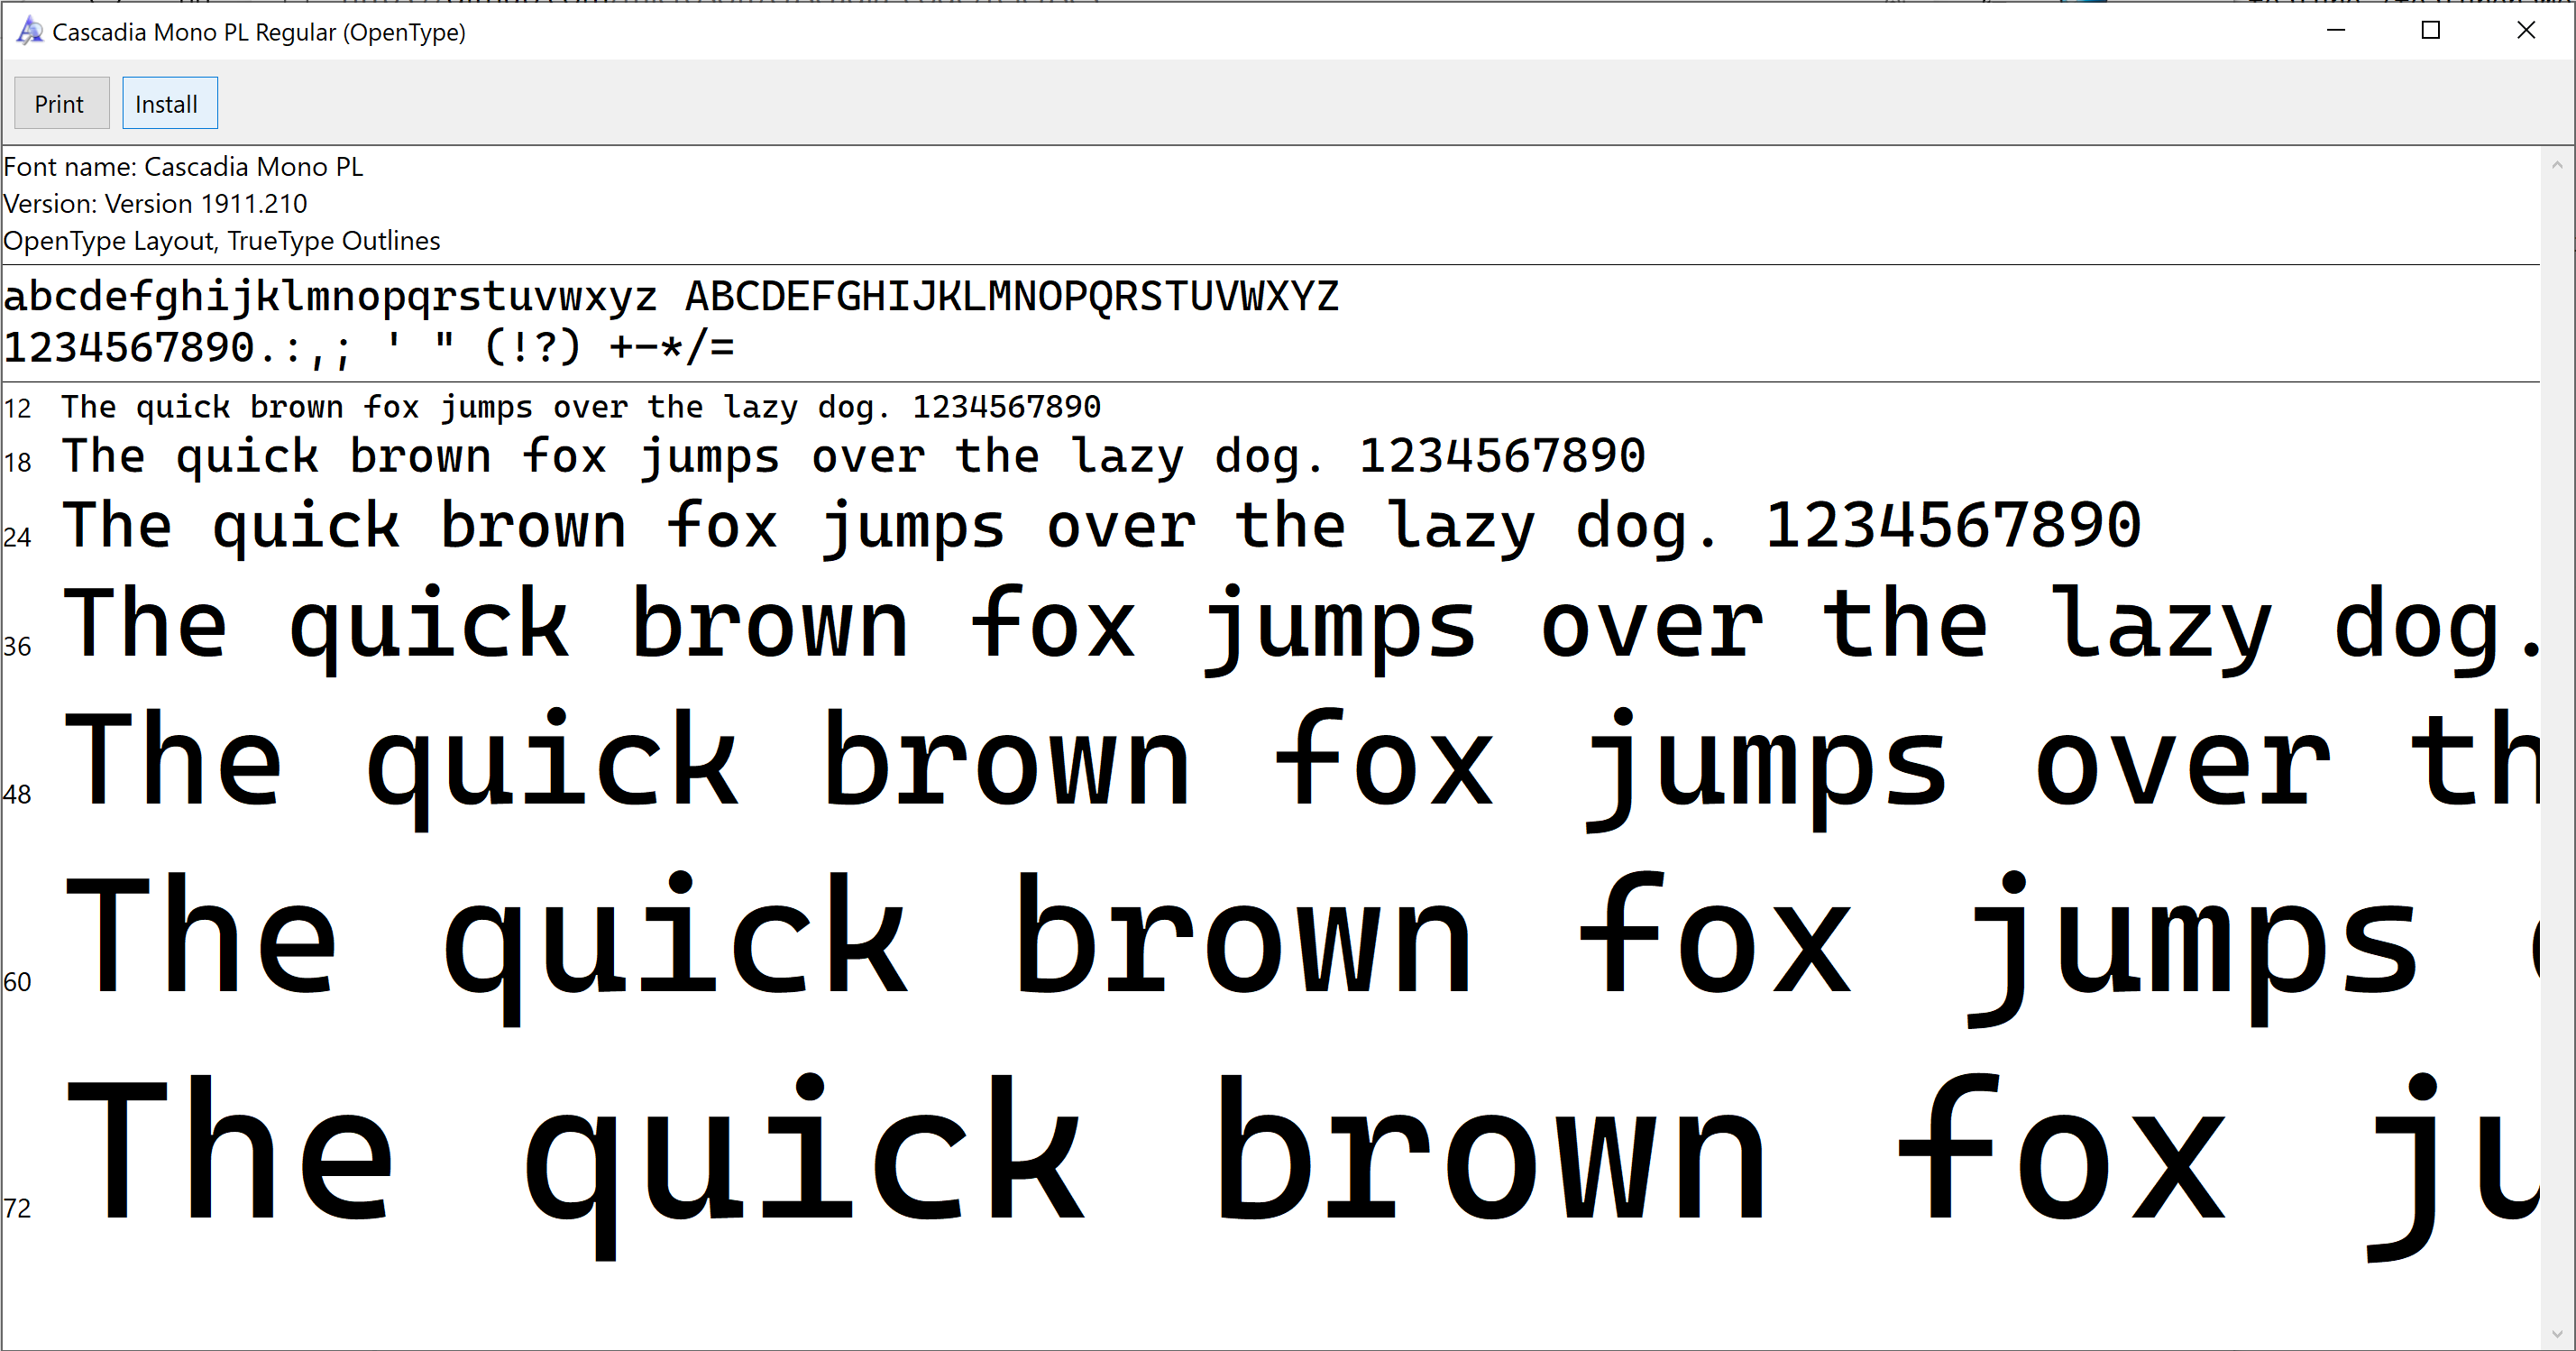 Cascadia Mono PL Regular (OpenType)
Print Install
Font name: Cascadia Mono PL
Version: Version 1911.210
OpenType Layout, TrueType Outlines
abcdefghijklmnopqrstuvwxyz ABCDEFGHIJKLMNOPQRSTUVWXYZ
1234567890.:,; ' " (!?) +-*/=
12 The quick brown fox jumps over the lazy dog. 1234567890
18 The quick brown fox jumps over the lazy dog. 1234567890
24 The quick brown fox jumps over the lazy dog. 1234567890
36 The quick brown fox jumps over the lazy dog.
48 The quick brown fox jumps over th
60 The quick brown fox jumps
72 The quick brown fox ju